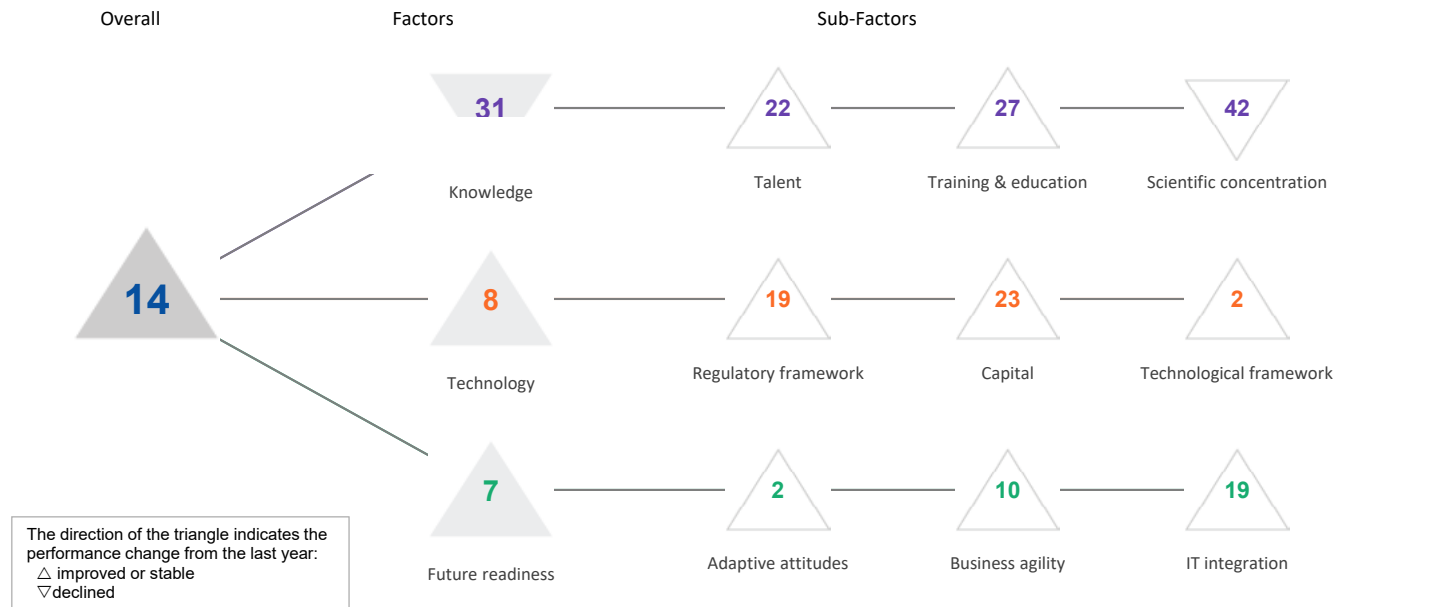 Overall
Factors
Sub-Factors
31
22
27
42
Knowledge
Talent
Training & education
Scientific concentration
14
8
19
23
2
Technology
Regulatory framework
Capital
Technological framework
7
2
10
19
Future readiness
Adaptive attitudes
Business agility
IT integration
The direction of the triangle indicates the
performance change from the last year:
△ improved or stable
▽declined